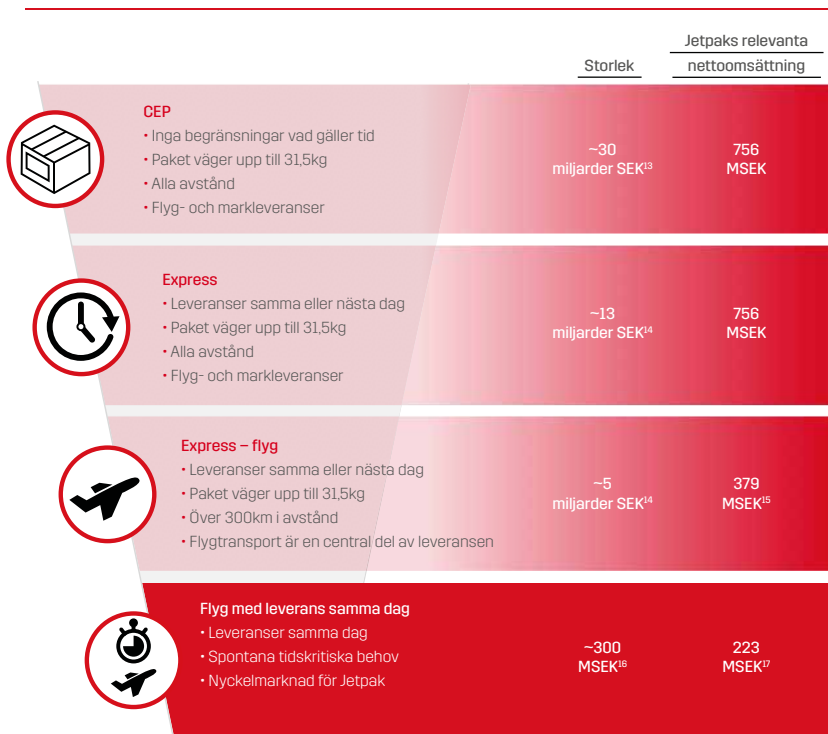 Storlek
Jetpaks relevanta
nettoomsättning
CEP
• Inga begränsningar vad gäller tid
• Paket väger upp till 31,5kg
• Alla avstånd
• Flyg- och markleveranser
~30
miljarder SEK¹³
756
MSEK
Express
• Leveranser samma eller nästa dag
• Paket väger upp till 31,5kg
• Alla avstånd
• Flyg- och markleveranser
~13
miljarder SEK¹⁴
756
MSEK
Express – flyg
• Leveranser samma eller nästa dag
• Paket väger upp till 31,5kg
• Över 300km i avstånd
• Flygtransport är en central del av leveransen
~5
miljarder SEK¹⁴
379
MSEK¹⁵
Flyg med leverans samma dag
• Leveranser samma dag
• Spontana tidskritiska behov
• Nyckelmarknad för Jetpak
~300
MSEK¹⁶
223
MSEK¹⁷